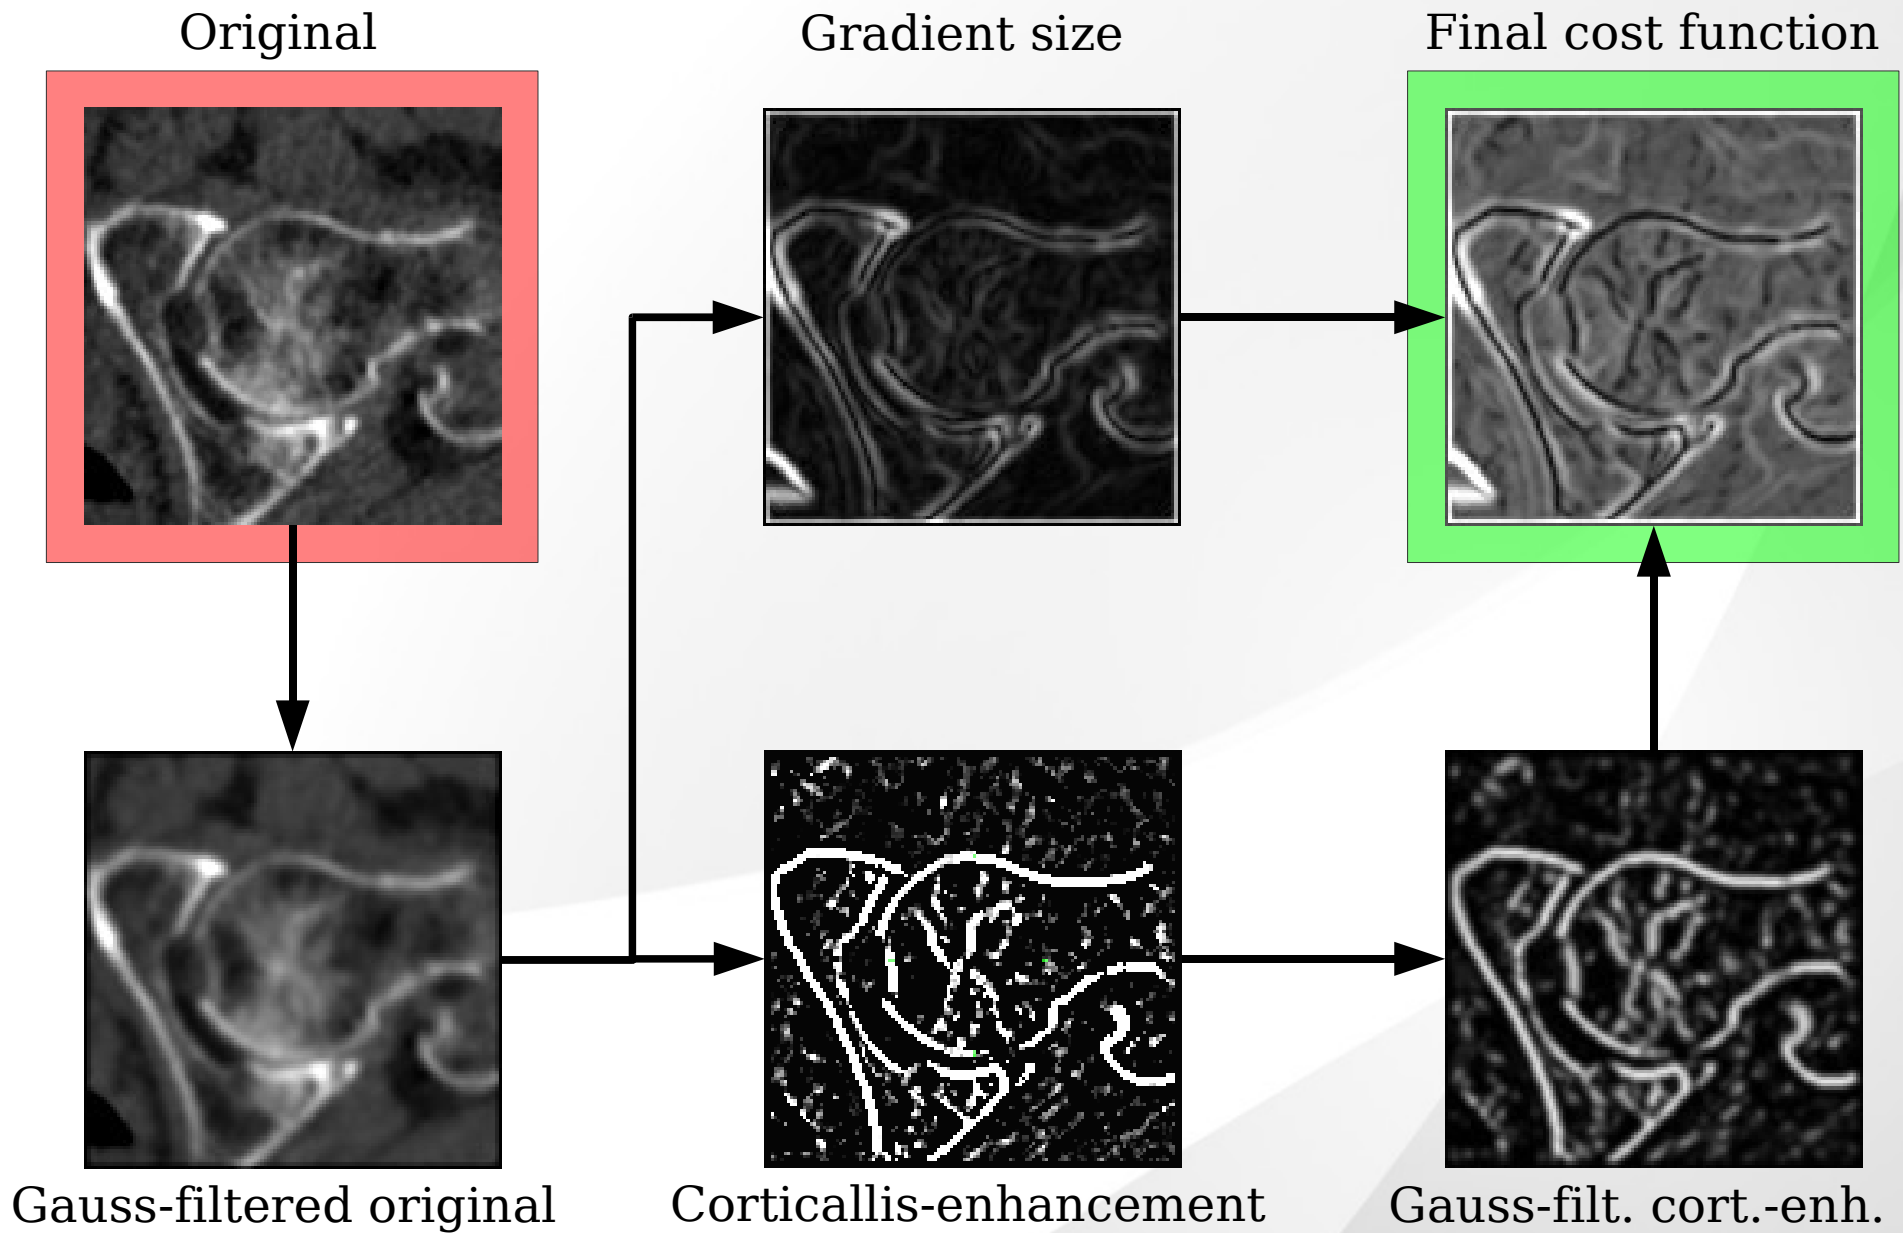 Original
Gradient size
Final cost function
Gauss-filtered original
Corticallis-enhancement
Gauss-filt. cort.-enh.